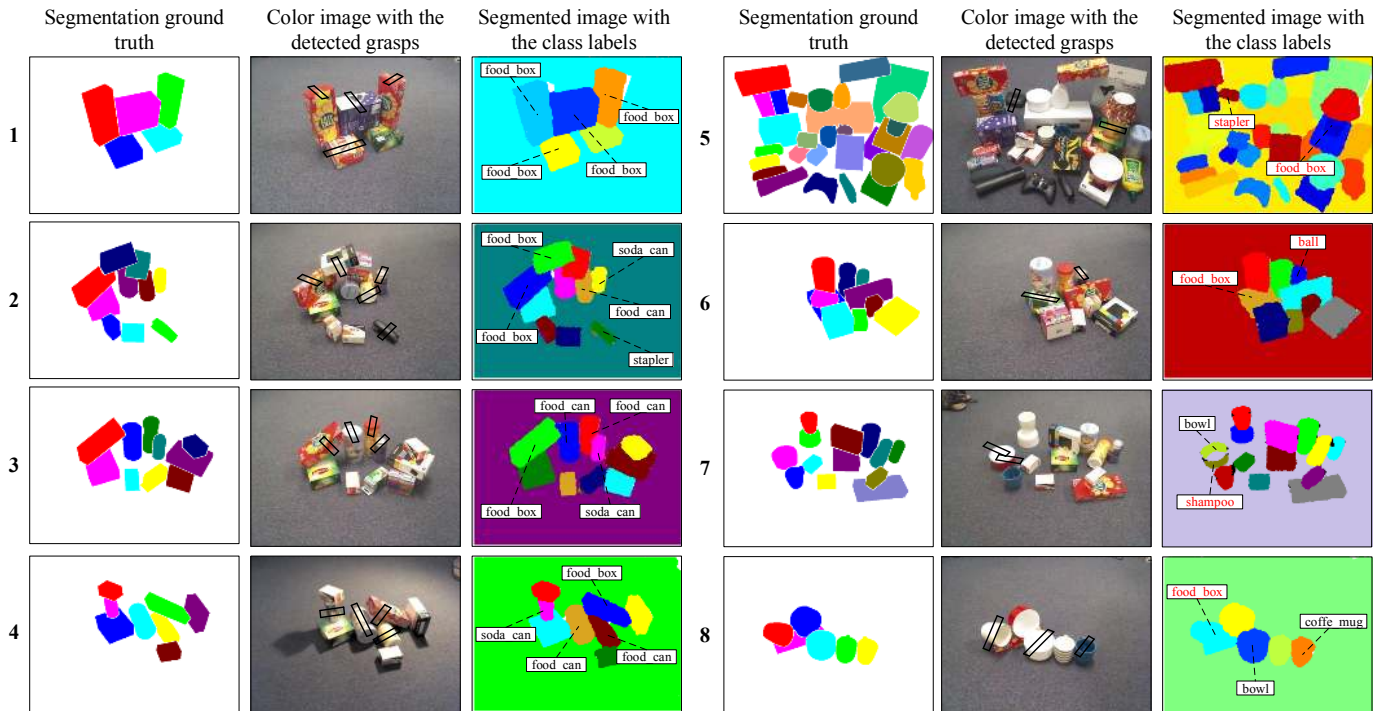 Segmentation ground
truth
Color image with the
detected grasps
Segmented image with
the class labels
Segmentation ground
truth
Color image with the
detected grasps
Segmented image with
the class labels
1
food_box
food_box
food_box
food_box
5
stapler
food_box
2
food_box
soda_can
food_can
food_box
stapler
6
ball
food_box
3
food_can
food_can
food_box
soda_can
7
bowl
shampoo
4
food_box
soda_can
food_can
food_can
8
food_box
coffe_mug
bowl